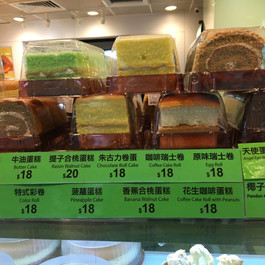 牛油蛋糕
Butter Cake
$18
提子合桃蛋糕
Raisin Walnut Cake
$20
朱古力卷蛋
Chocolate Roll Cake
$18
咖啡瑞士卷
Coffee Cake Roll
$18
原味瑞士卷
Egg Roll
$18
天使蛋
特式彩卷
Color Roll
$18
菠蘿蛋糕
Pineapple Cake
$18
香蕉合桃蛋糕
Banana Walnut Cake
$18
花生咖啡蛋糕
Coffee Cake Roll with Peanuts
$18
椰子